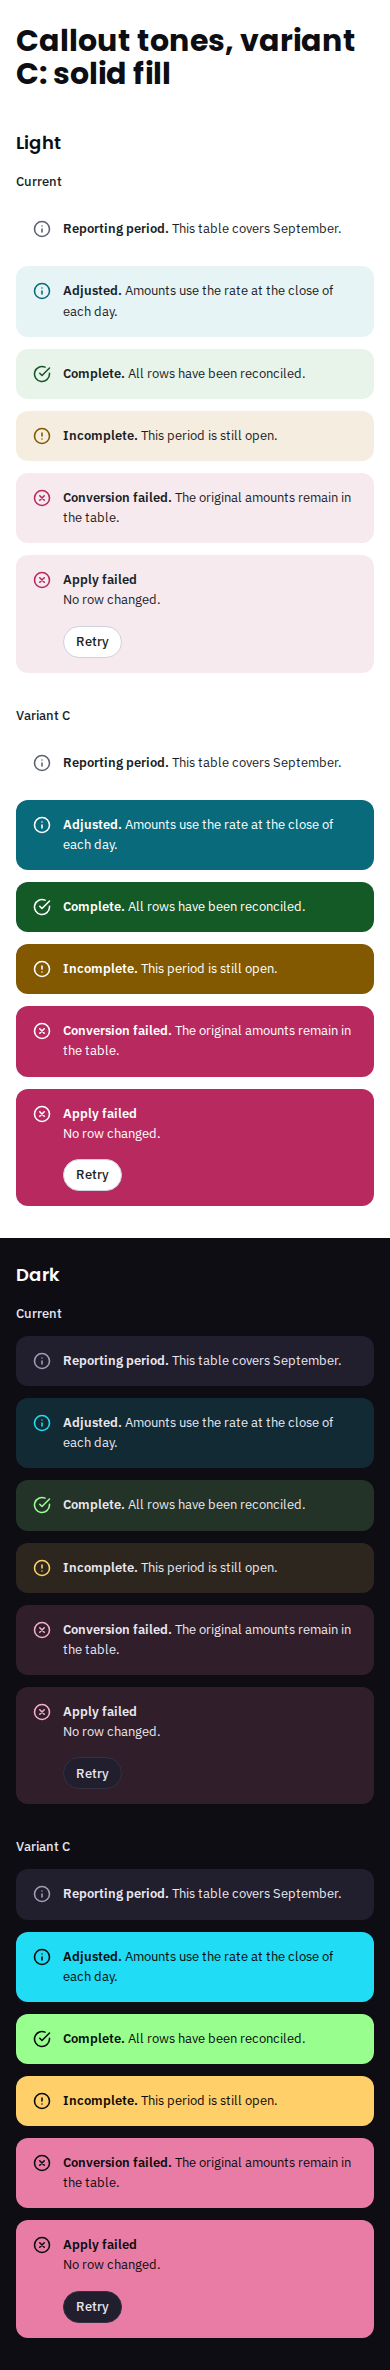 Callout tones, variant
C: solid fill
Light
Current
Reporting period. This table covers September.
Adjusted. Amounts use the rate at the close of
each day.
Complete. All rows have been reconciled.
Incomplete. This period is still open.
Conversion failed. The original amounts remain in
the table.
Apply failed
No row changed.
Retry
Variant C
Reporting period. This table covers September.
Adjusted. Amounts use the rate at the close of
each day.
Complete. All rows have been reconciled.
Incomplete. This period is still open.
Conversion failed. The original amounts remain in
the table.
Apply failed
No row changed.
Retry
Dark
Current
Reporting period. This table covers September.
Adjusted. Amounts use the rate at the close of
each day.
Complete. All rows have been reconciled.
Incomplete. This period is still open.
Conversion failed. The original amounts remain in
the table.
Apply failed
No row changed.
Retry
Variant C
Reporting period. This table covers September.
Adjusted. Amounts use the rate at the close of
each day.
Complete. All rows have been reconciled.
Incomplete. This period is still open.
Conversion failed. The original amounts remain in
the table.
Apply failed
No row changed.
Retry